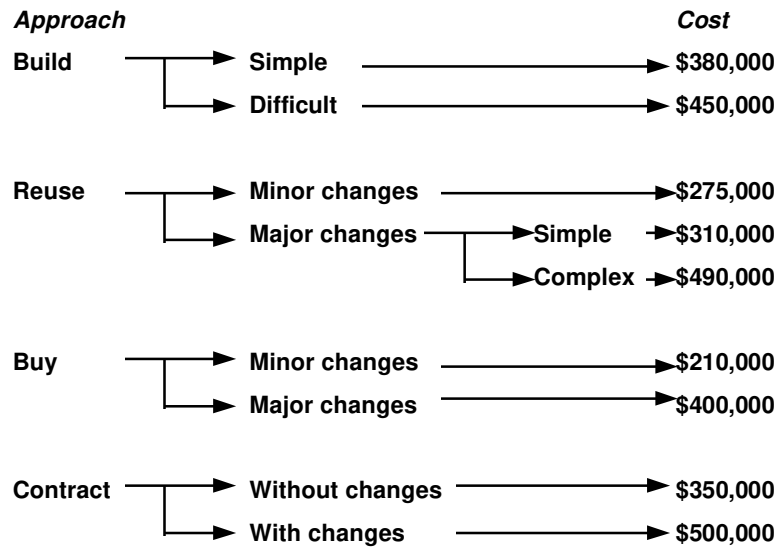 Approach Cost
Build Simple $380,000
Difficult $450,000
Reuse Minor changes $275,000
Major changes Simple $310,000
Complex $490,000
Buy Minor changes $210,000
Major changes $400,000
Contract Without changes $350,000
With changes $500,000